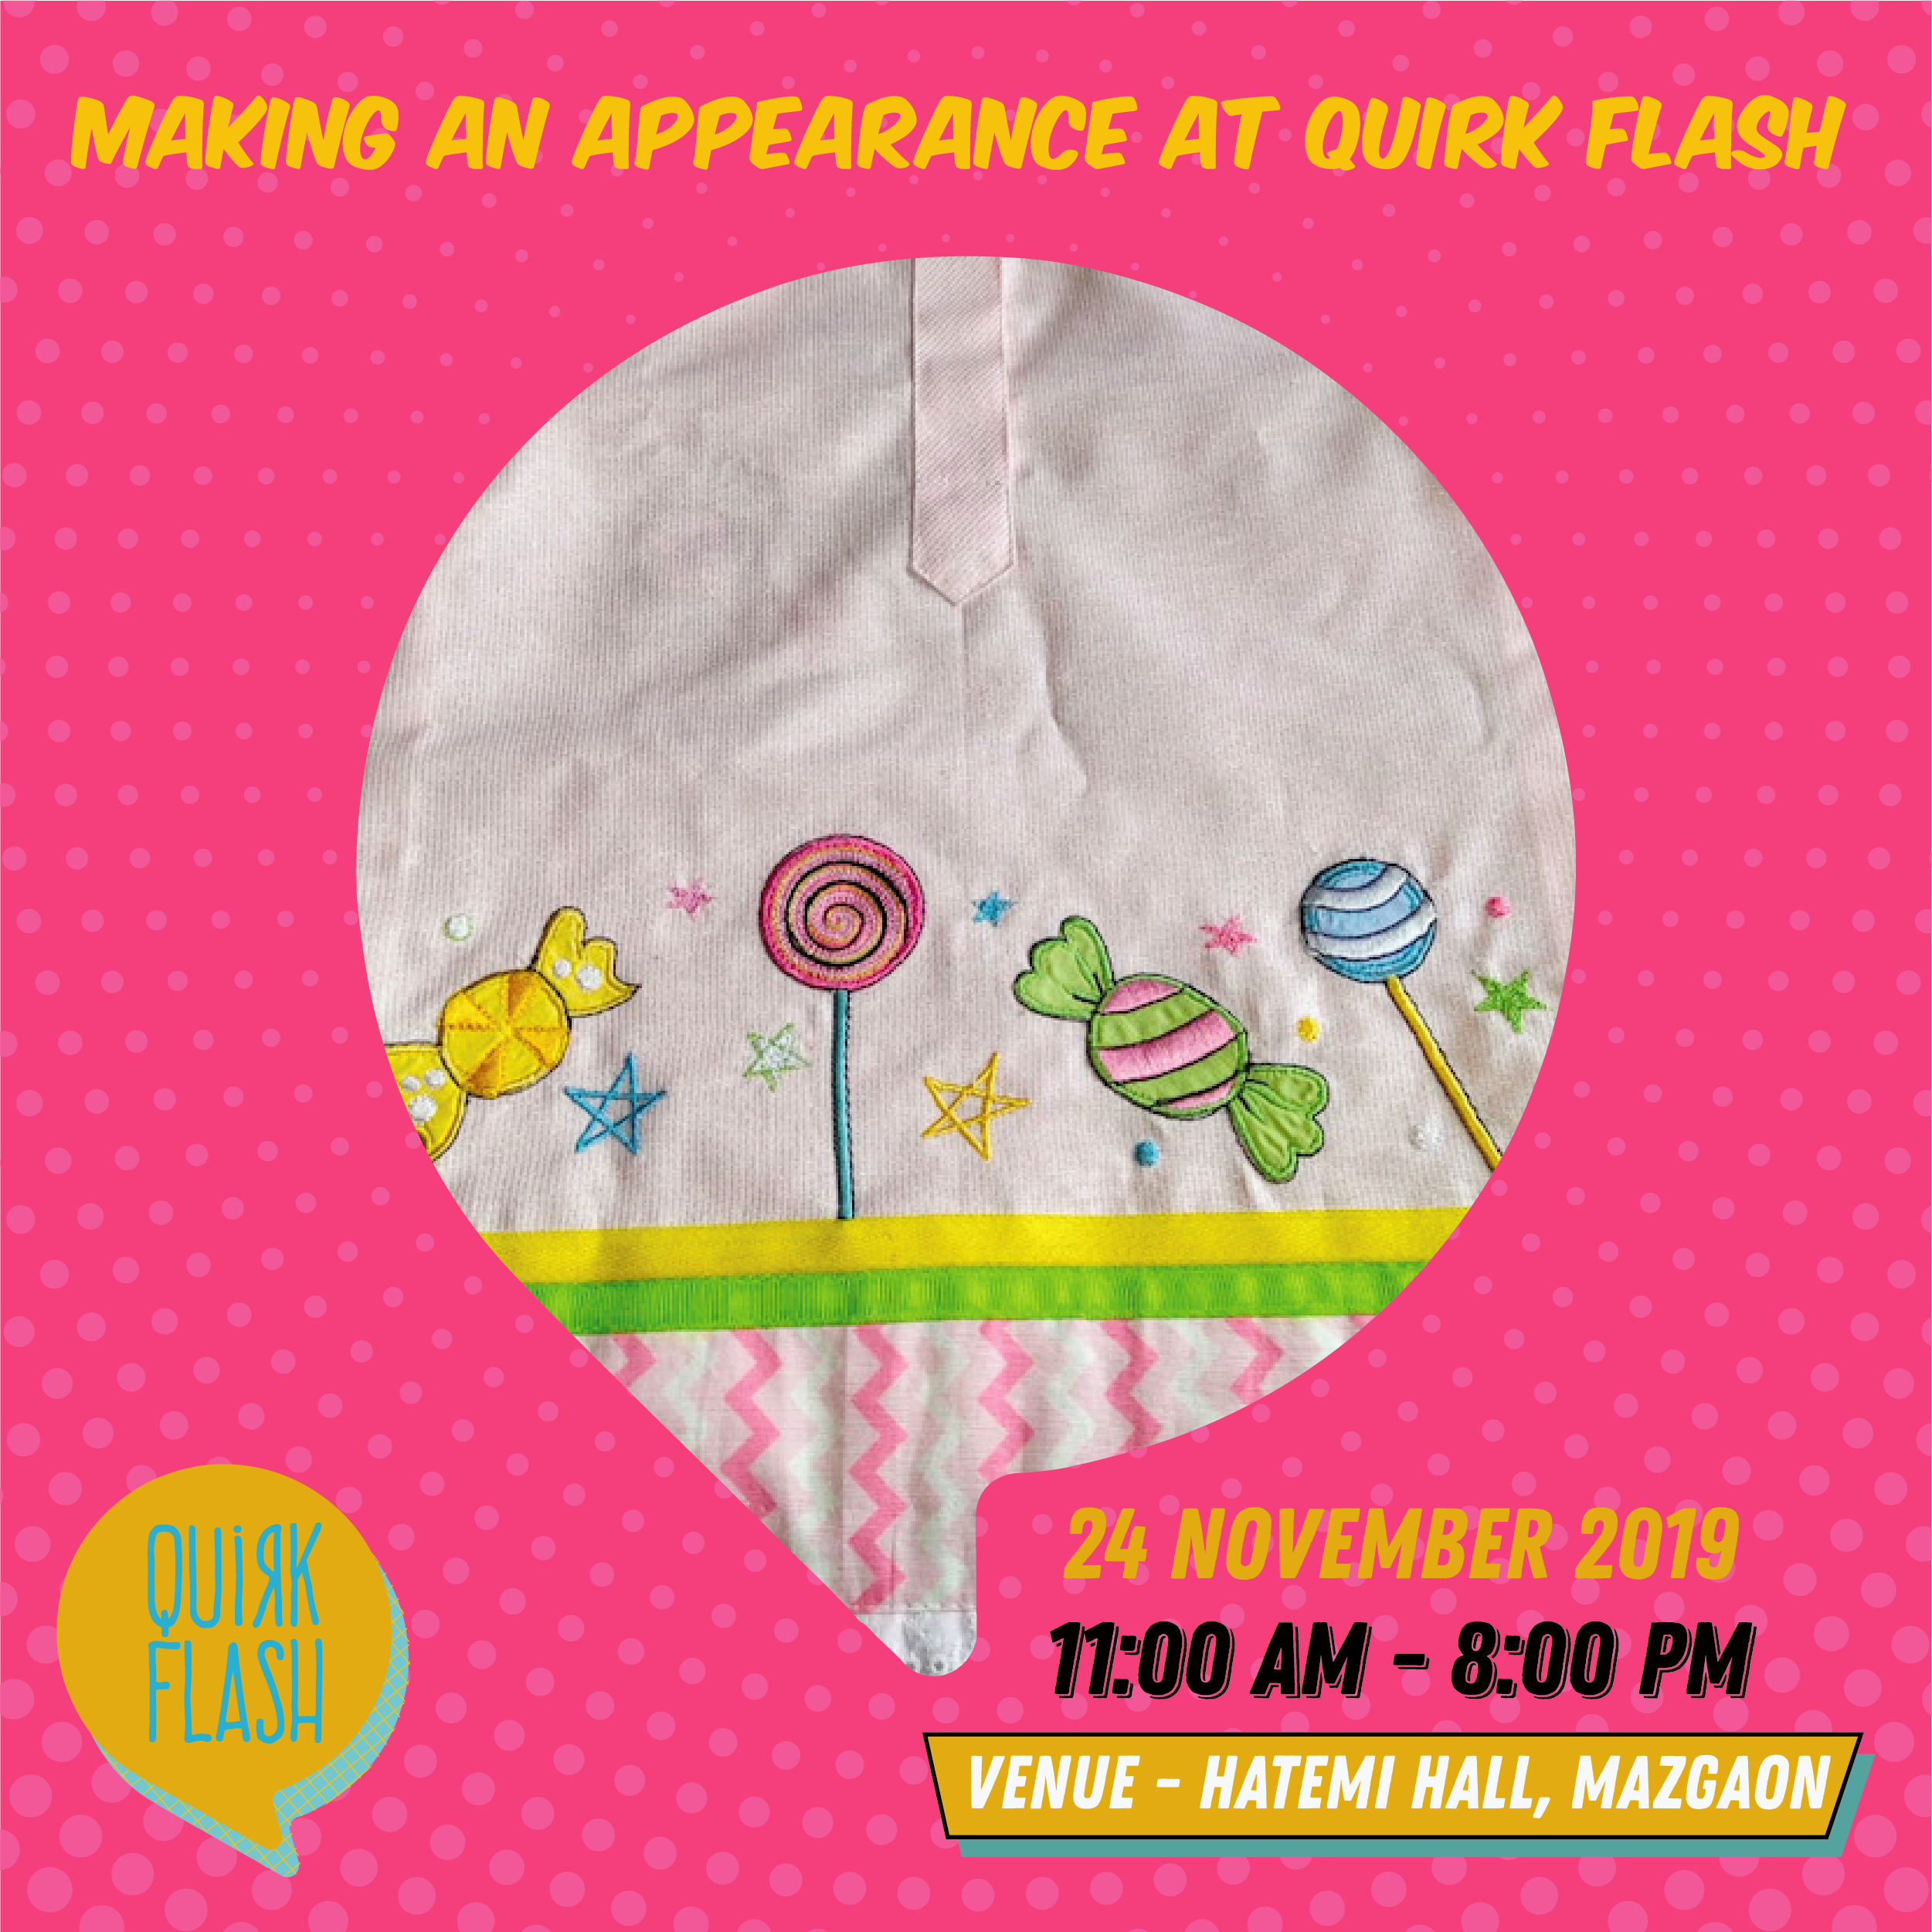 MAKING AN APPEARANCE AT QUIRK FLASH
24 NOVEMBER 2019
11:00 AM - 8:00 PM
VENUE - HATEMI HALL, MAZGAON
QUiRK
FLASH